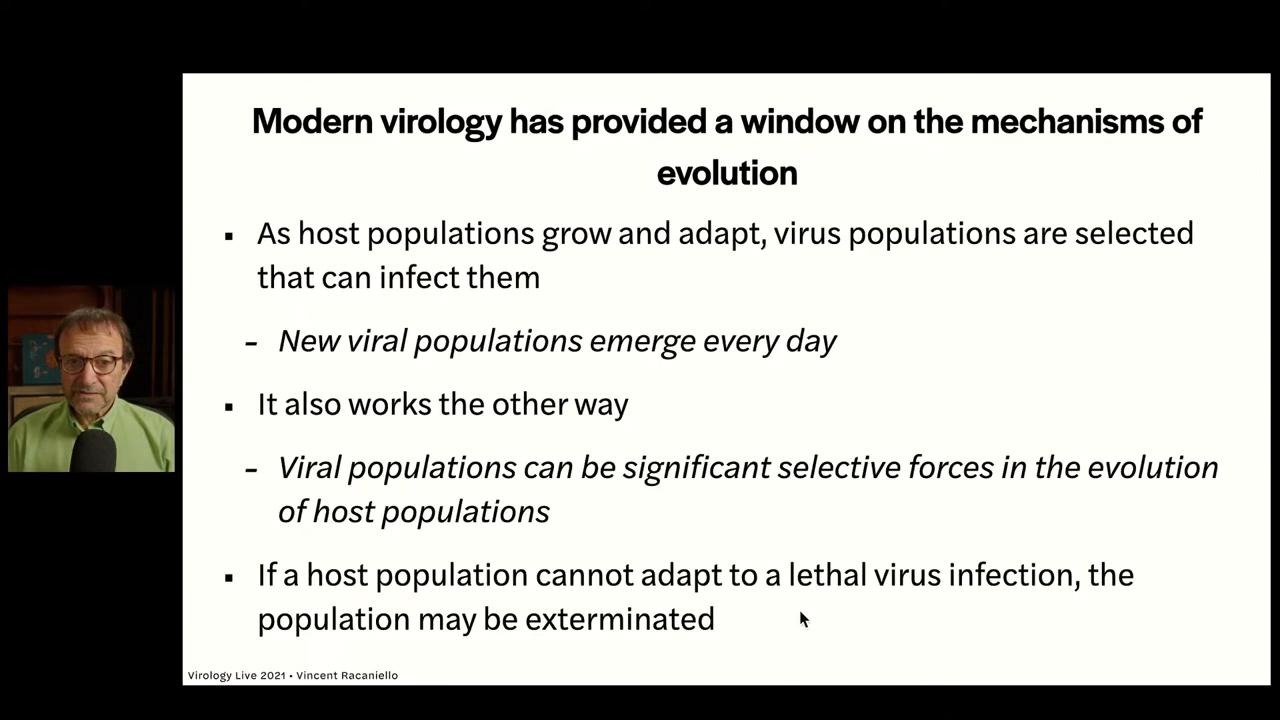 Modern virology has provided a window on the mechanisms of
evolution
▪ As host populations grow and adapt, virus populations are selected
that can infect them
– New viral populations emerge every day
▪ It also works the other way
– Viral populations can be significant selective forces in the evolution
of host populations
▪ If a host population cannot adapt to a lethal virus infection, the
population may be exterminated
Virology Live 2021 • Vincent Racaniello